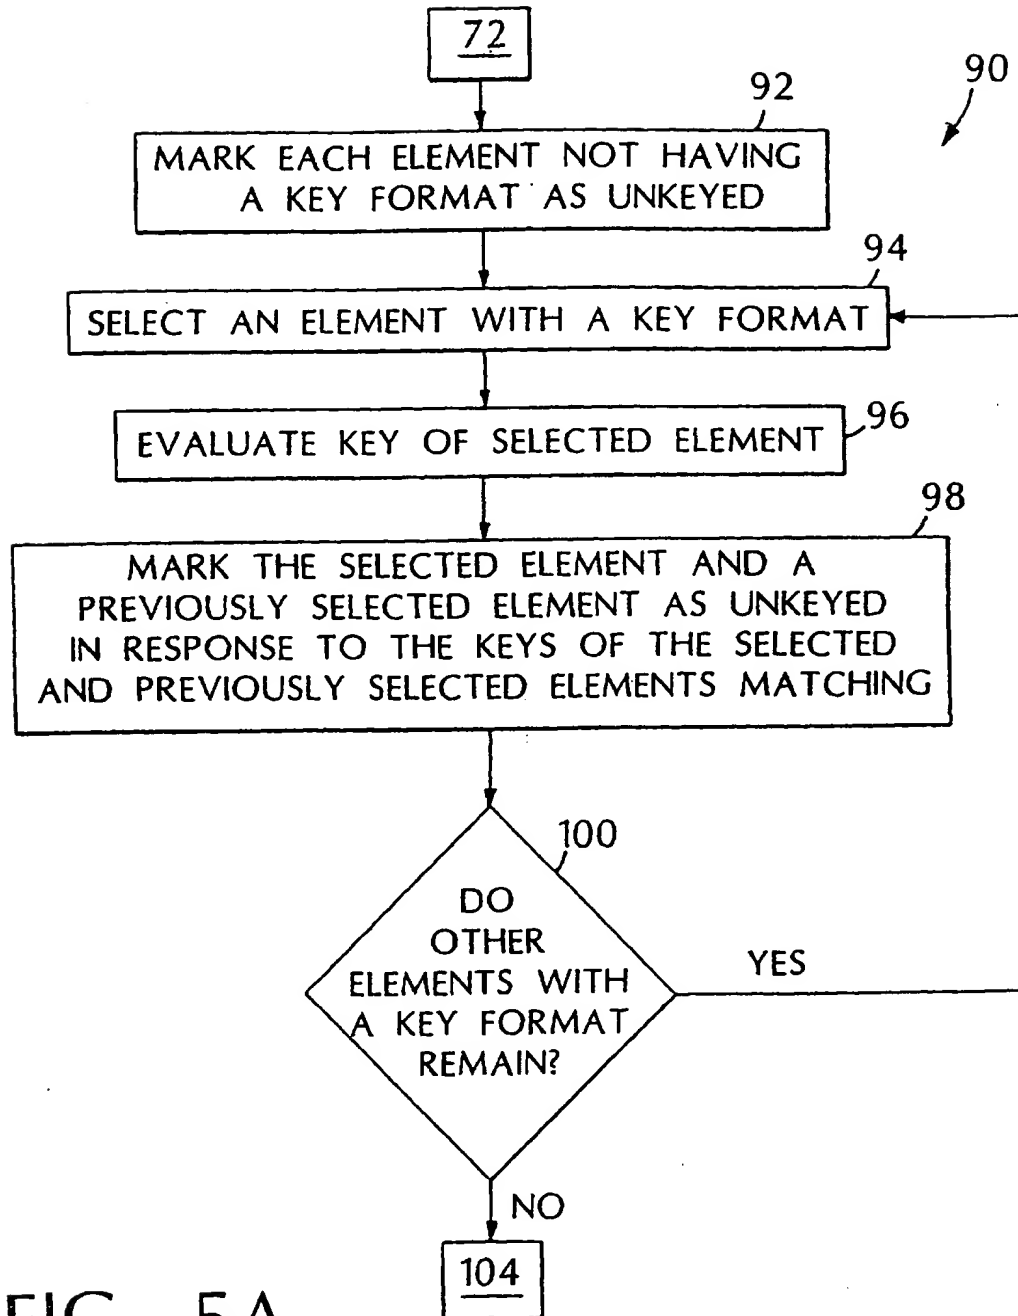 72
92
90
MARK EACH ELEMENT NOT HAVING
A KEY FORMAT AS UNKEYED
94
SELECT AN ELEMENT WITH A KEY FORMAT
96
EVALUATE KEY OF SELECTED ELEMENT
98
MARK THE SELECTED ELEMENT AND A
PREVIOUSLY SELECTED ELEMENT AS UNKEYED
IN RESPONSE TO THE KEYS OF THE SELECTED
AND PREVIOUSLY SELECTED ELEMENTS MATCHING
100
DO
OTHER
ELEMENTS WITH
A KEY FORMAT
REMAIN?
YES
NO
104
FIG. 5A